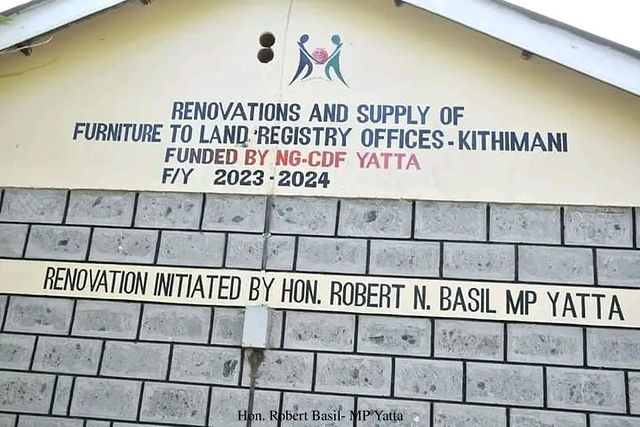 RENOVATIONS AND SUPPLY OF
FURNITURE TO LAND REGISTRY OFFICES - KITHIMANI
FUNDED BY NG-CDF YATTA
F/Y 2023-2024
RENOVATION INITIATED BY HON. ROBERT N. BASIL MP YATTA
Hon. Robert Basil- MP Yatta